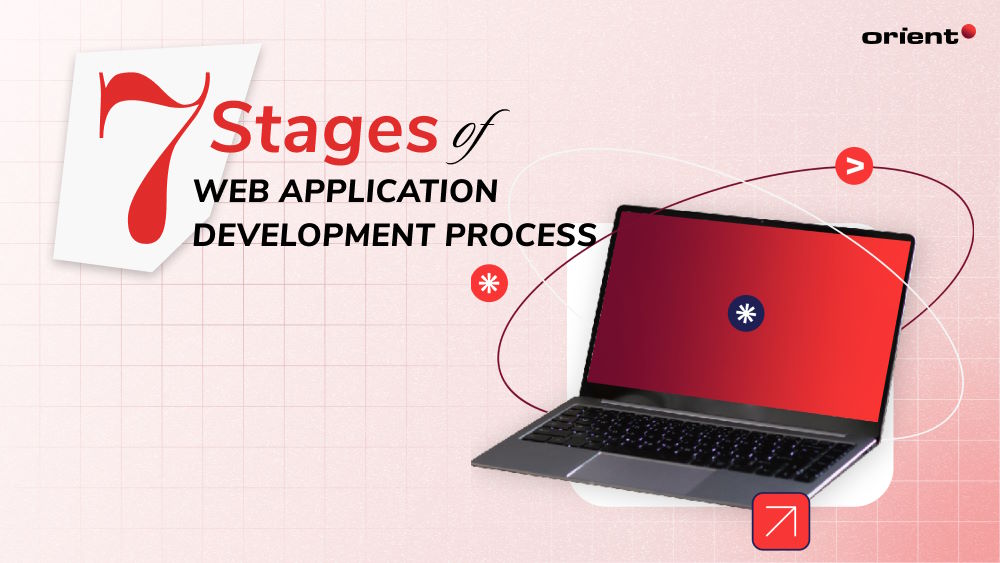 orient
7 Stages of
WEB APPLICATION
DEVELOPMENT PROCESS